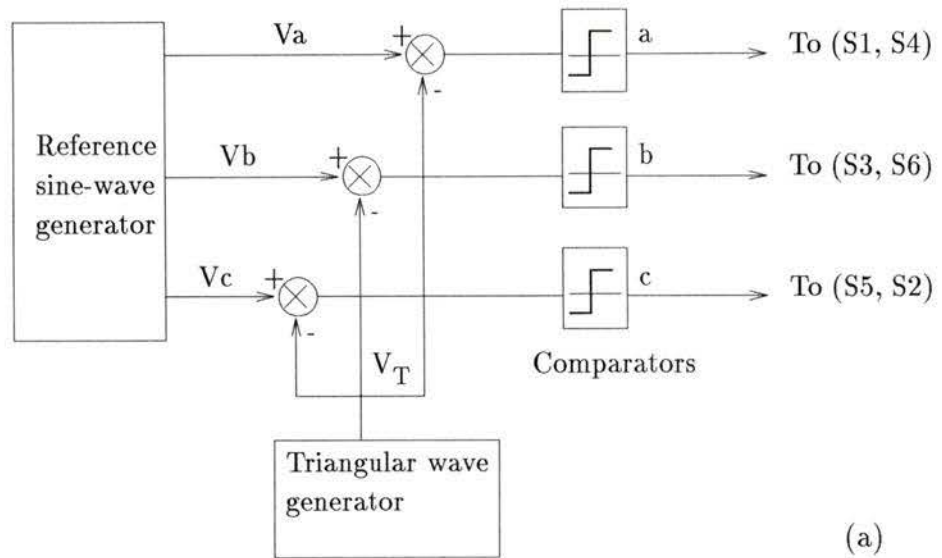 Va
+
-
a
To (S1, S4)
Reference
sine-wave
generator
Vb
+
-
b
To (S3, S6)
Vc
+
-
c
To (S5, S2)
V_T
Comparators
Triangular wave
generator
(a)